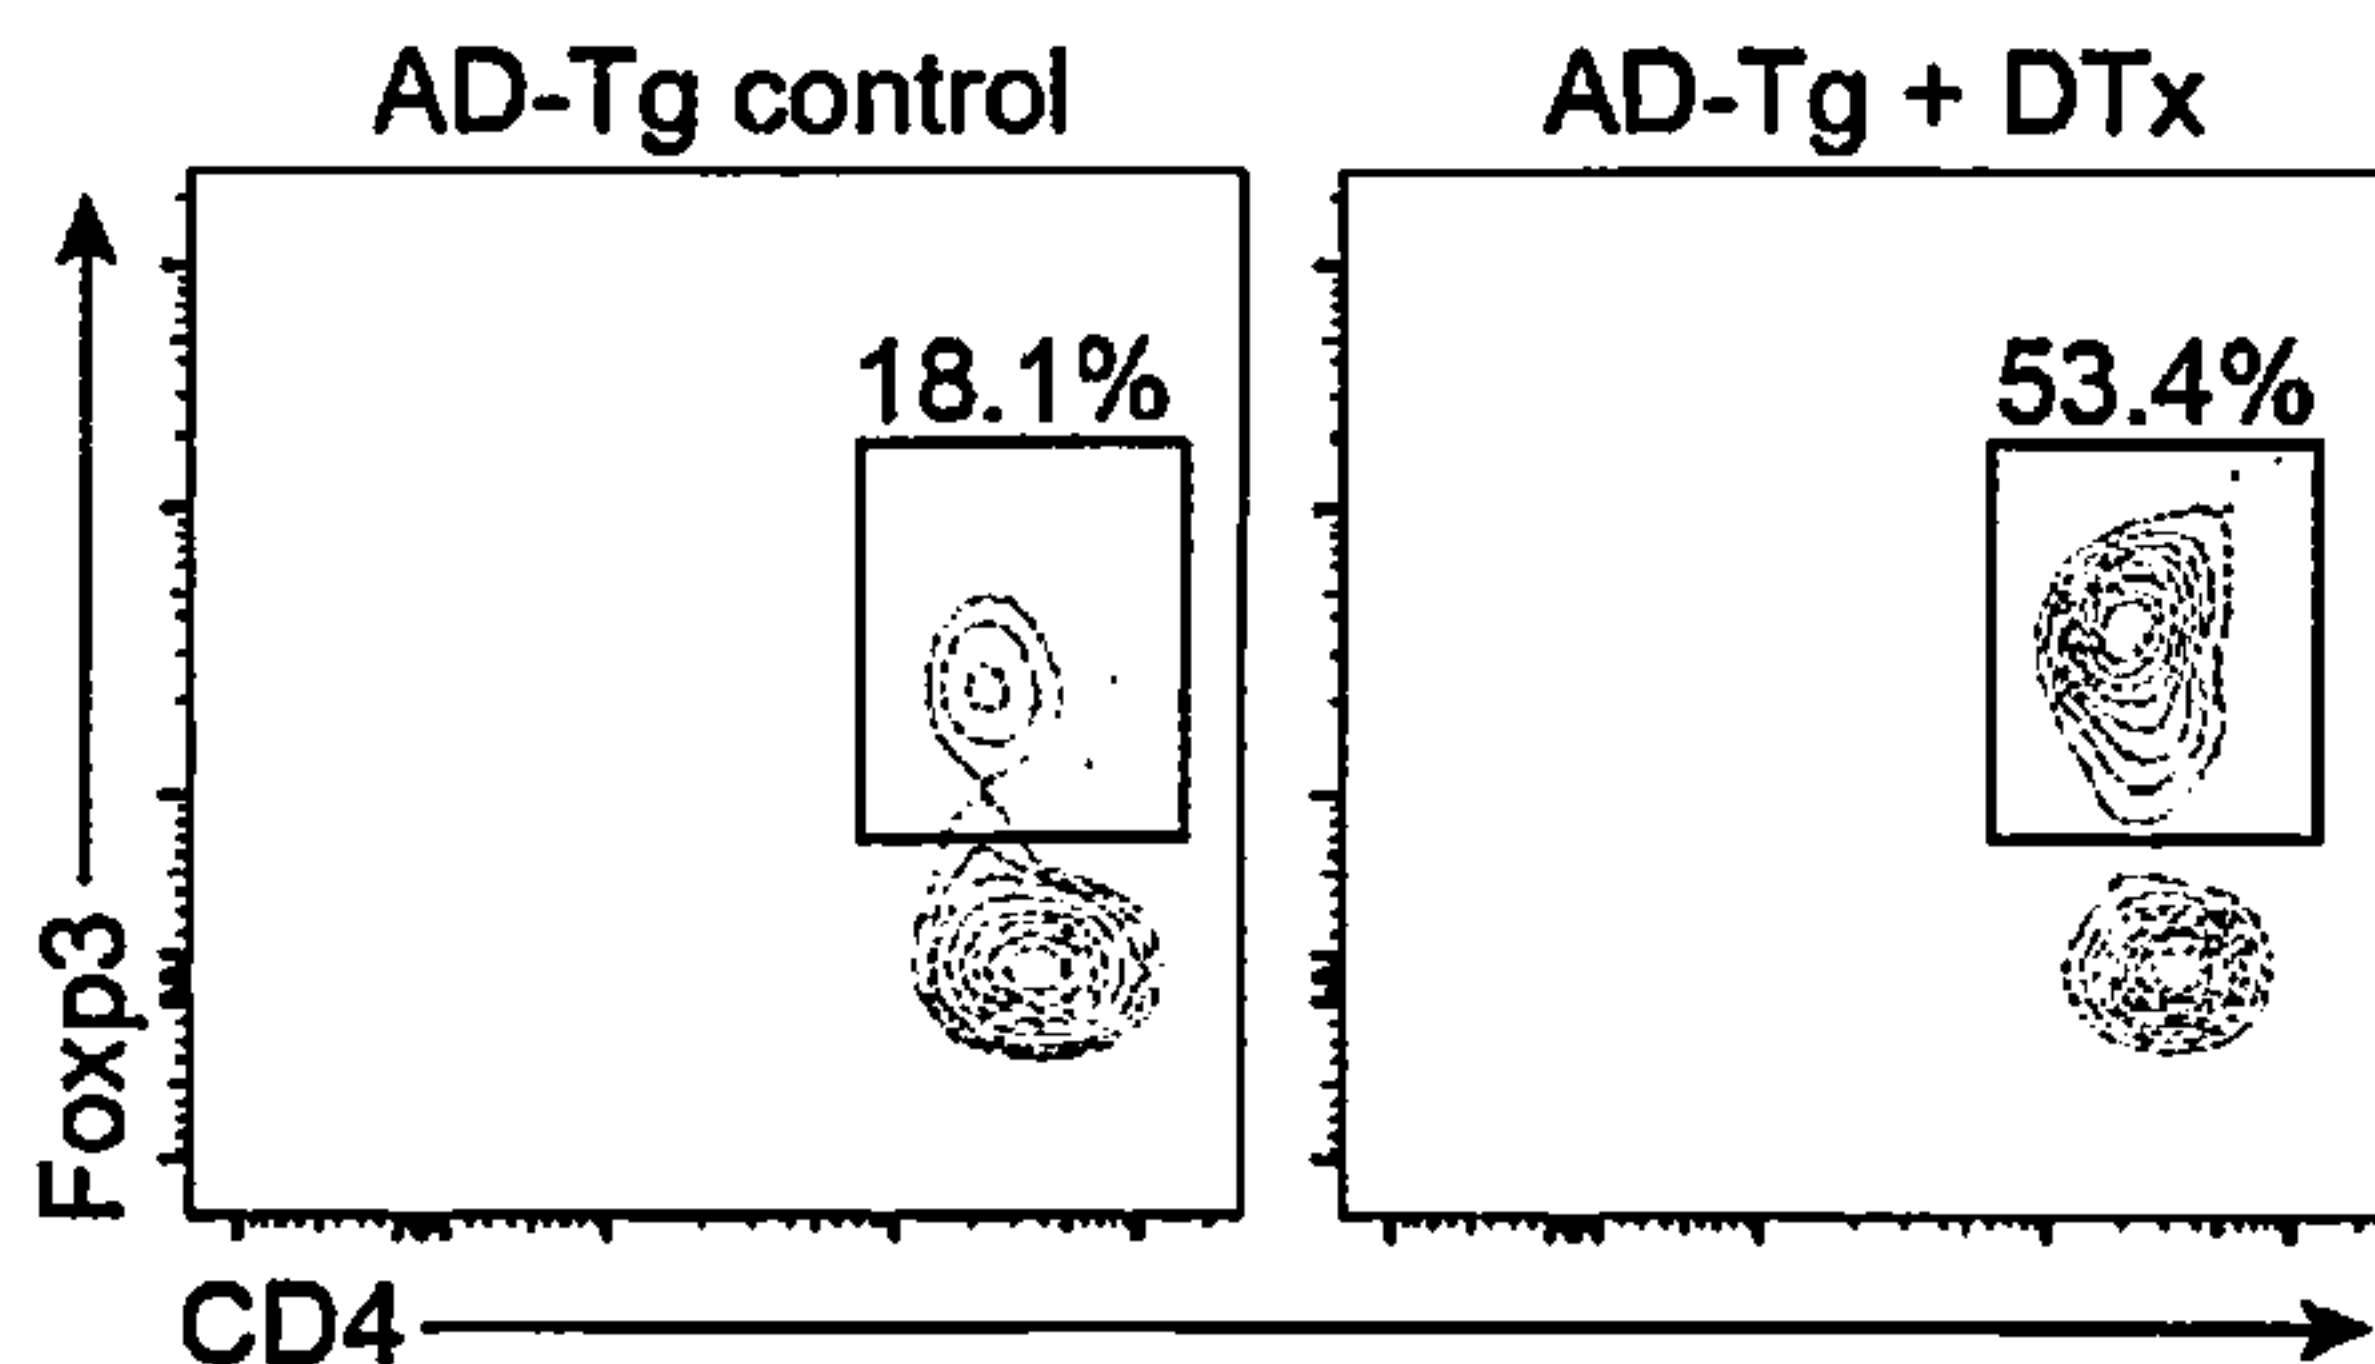 AD-Tg control
AD-Tg + DTx
18.1%
53.4%
Foxp3
CD4